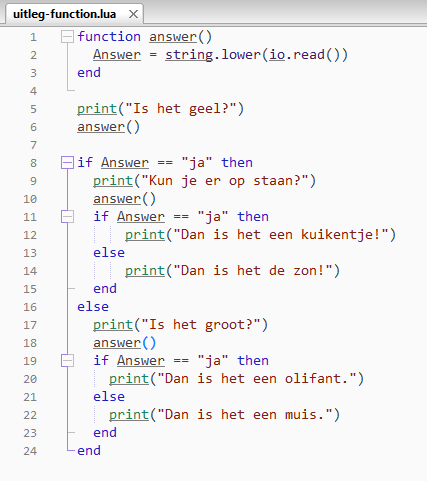 uitleg-function.lua ×
1 function answer()
2   Answer = string.lower(io.read())
3 end
4
5 print("Is het geel?")
6 answer()
7
8 if Answer == "ja" then
9   print("Kun je er op staan?")
10   answer()
11   if Answer == "ja" then
12       print("Dan is het een kuikentje!")
13   else
14       print("Dan is het de zon!")
15   end
16 else
17   print("Is het groot?")
18   answer()
19   if Answer == "ja" then
20     print("Dan is het een olifant.")
21   else
22     print("Dan is het een muis.")
23   end
24 end